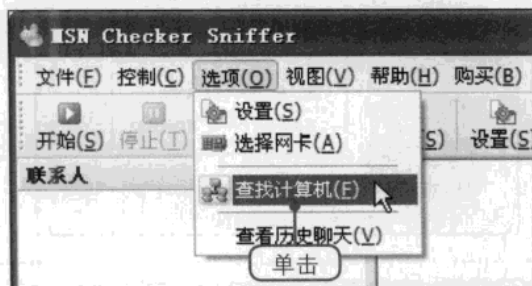 MSN Checker Sniffer
文件(F) 控制(C) 选项(O) 视图(V) 帮助(H) 购买(B)
开始(S) 停止(T) 设置(S) S) 设置(S
选择网卡(A)
联系人
查找计算机(F)
查看历史聊天(V)
单击